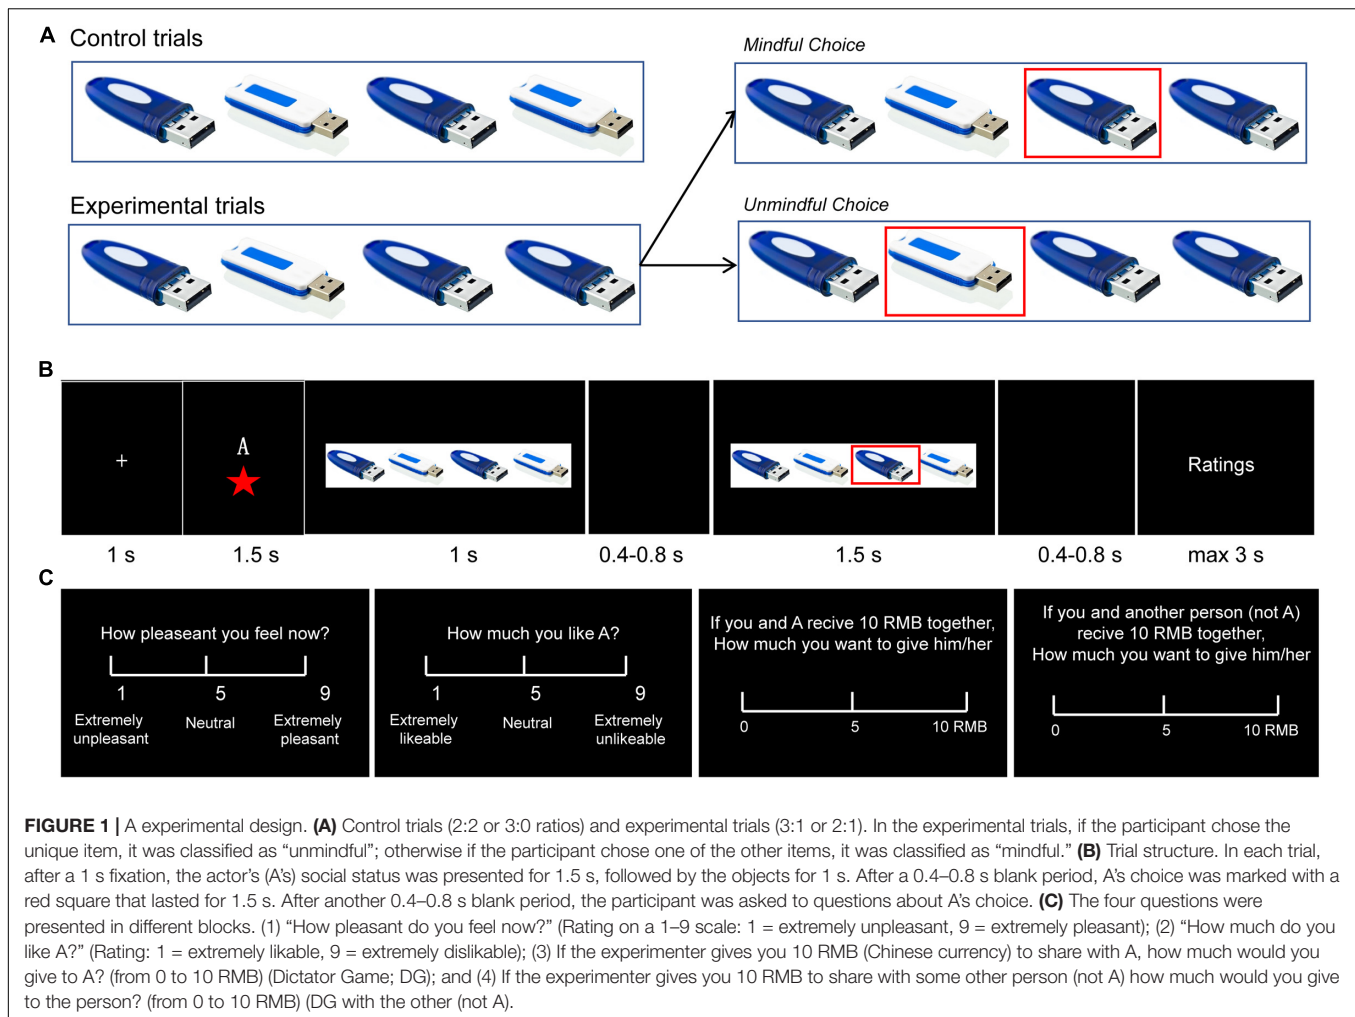 A Control trials
Mindful Choice
Experimental trials
Unmindful Choice
B
+
A
Ratings
1 s
1.5 s
1 s
0.4-0.8 s
1.5 s
0.4-0.8 s
max 3 s
C
How pleaseant you feel now?
1 5 9
Extremely unpleasant
Neutral
Extremely pleasant
How much you like A?
1 5 9
Extremely likeable
Neutral
Extremely unlikeable
If you and A recive 10 RMB together,
How much you want to give him/her
0 5 10 RMB
If you and another person (not A)
recive 10 RMB together,
How much you want to give him/her
0 5 10 RMB
FIGURE 1 | A experimental design. (A) Control trials (2:2 or 3:0 ratios) and experimental trials (3:1 or 2:1). In the experimental trials, if the participant chose the
unique item, it was classified as “unmindful”; otherwise if the participant chose one of the other items, it was classified as “mindful.” (B) Trial structure. In each trial,
after a 1 s fixation, the actor’s (A’s) social status was presented for 1.5 s, followed by the objects for 1 s. After a 0.4–0.8 s blank period, A’s choice was marked with a
red square that lasted for 1.5 s. After another 0.4–0.8 s blank period, the participant was asked to questions about A’s choice. (C) The four questions were
presented in different blocks. (1) “How pleasant do you feel now?” (Rating on a 1–9 scale: 1 = extremely unpleasant, 9 = extremely pleasant); (2) “How much do you
like A?” (Rating: 1 = extremely likable, 9 = extremely dislikable); (3) If the experimenter gives you 10 RMB (Chinese currency) to share with A, how much would you
give to A? (from 0 to 10 RMB) (Dictator Game; DG); and (4) If the experimenter gives you 10 RMB to share with some other person (not A) how much would you give
to the person? (from 0 to 10 RMB) (DG with the other (not A).